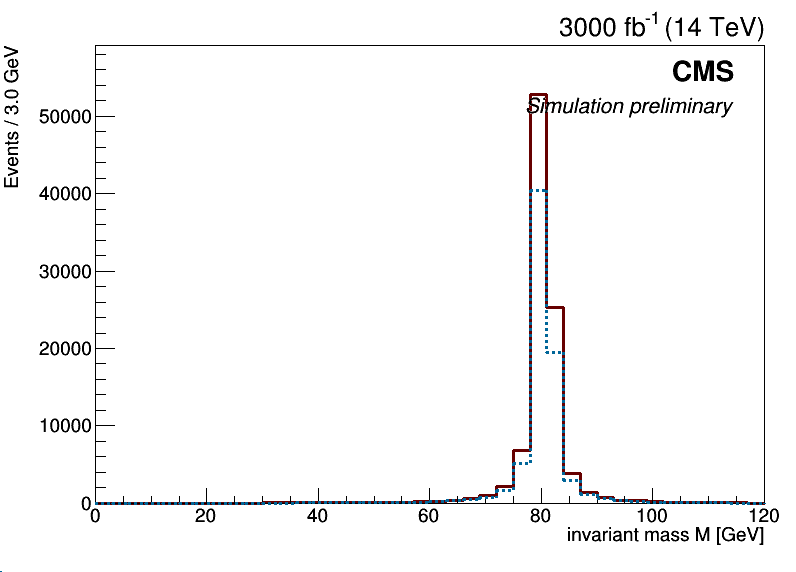 3000 fb-1 (14 TeV)
CMS
Simulation preliminary
Events / 3.0 GeV
50000
40000
30000
20000
10000
0
0 20 40 60 80 100 120
invariant mass M [GeV]